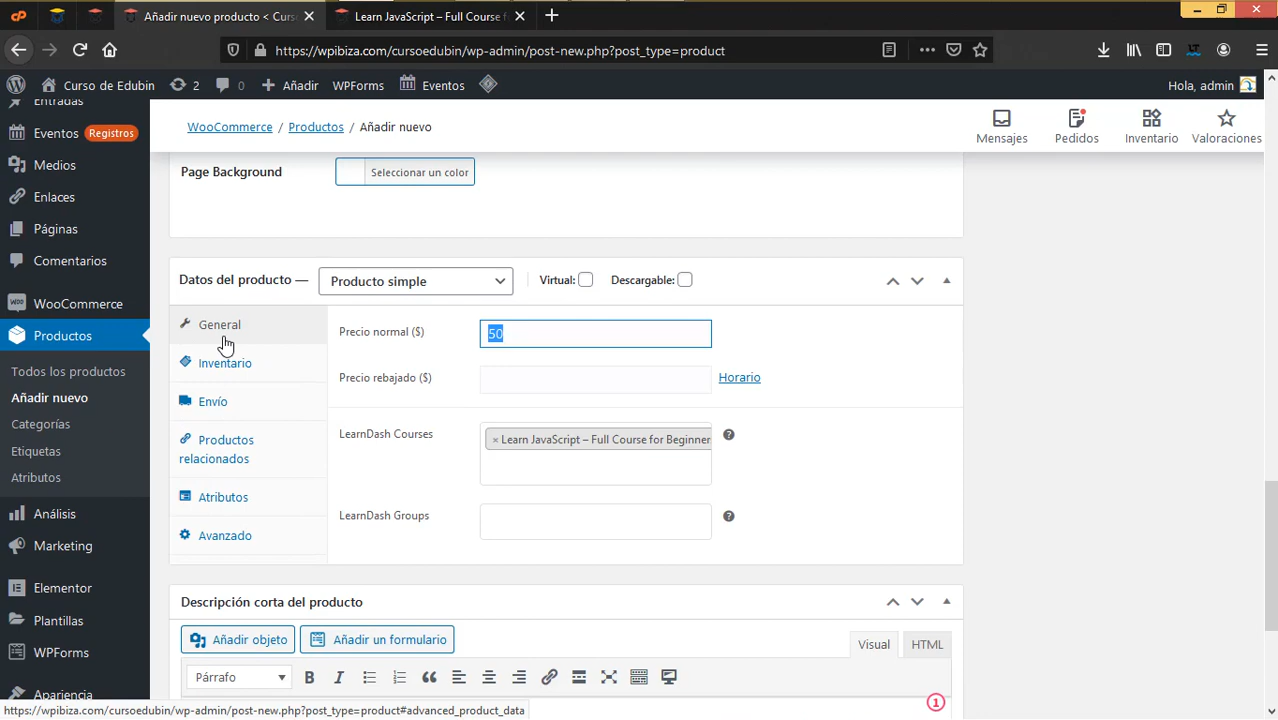 Añadir nuevo producto < Curs
Learn JavaScript – Full Course for
https://wpibiza.com/cursoedubin/wp-admin/post-new.php?post_type=product
Curso de Edubin
2
0
Añadir
WPForms
Eventos
Hola, admin
Entradas
Eventos
Registros
Medios
Enlaces
Páginas
Comentarios
WooCommerce
Productos
Todos los productos
Añadir nuevo
Categorías
Etiquetas
Atributos
Análisis
Marketing
Elementor
Plantillas
WPForms
Apariencia
WooCommerce / Productos / Añadir nuevo
Mensajes
Pedidos
Inventario
Valoraciones
Page Background
Seleccionar un color
Datos del producto —
Producto simple
Virtual:
Descargable:
General
Inventario
Envío
Productos
relacionados
Atributos
Avanzado
Precio normal ($)
50
Precio rebajado ($)
Horario
LearnDash Courses
× Learn JavaScript – Full Course for Beginner
LearnDash Groups
Descripción corta del producto
Añadir objeto
Añadir un formulario
Visual
HTML
Párrafo
B I
1
https://wpibiza.com/cursoedubin/wp-admin/post-new.php?post_type=product#advanced_product_data